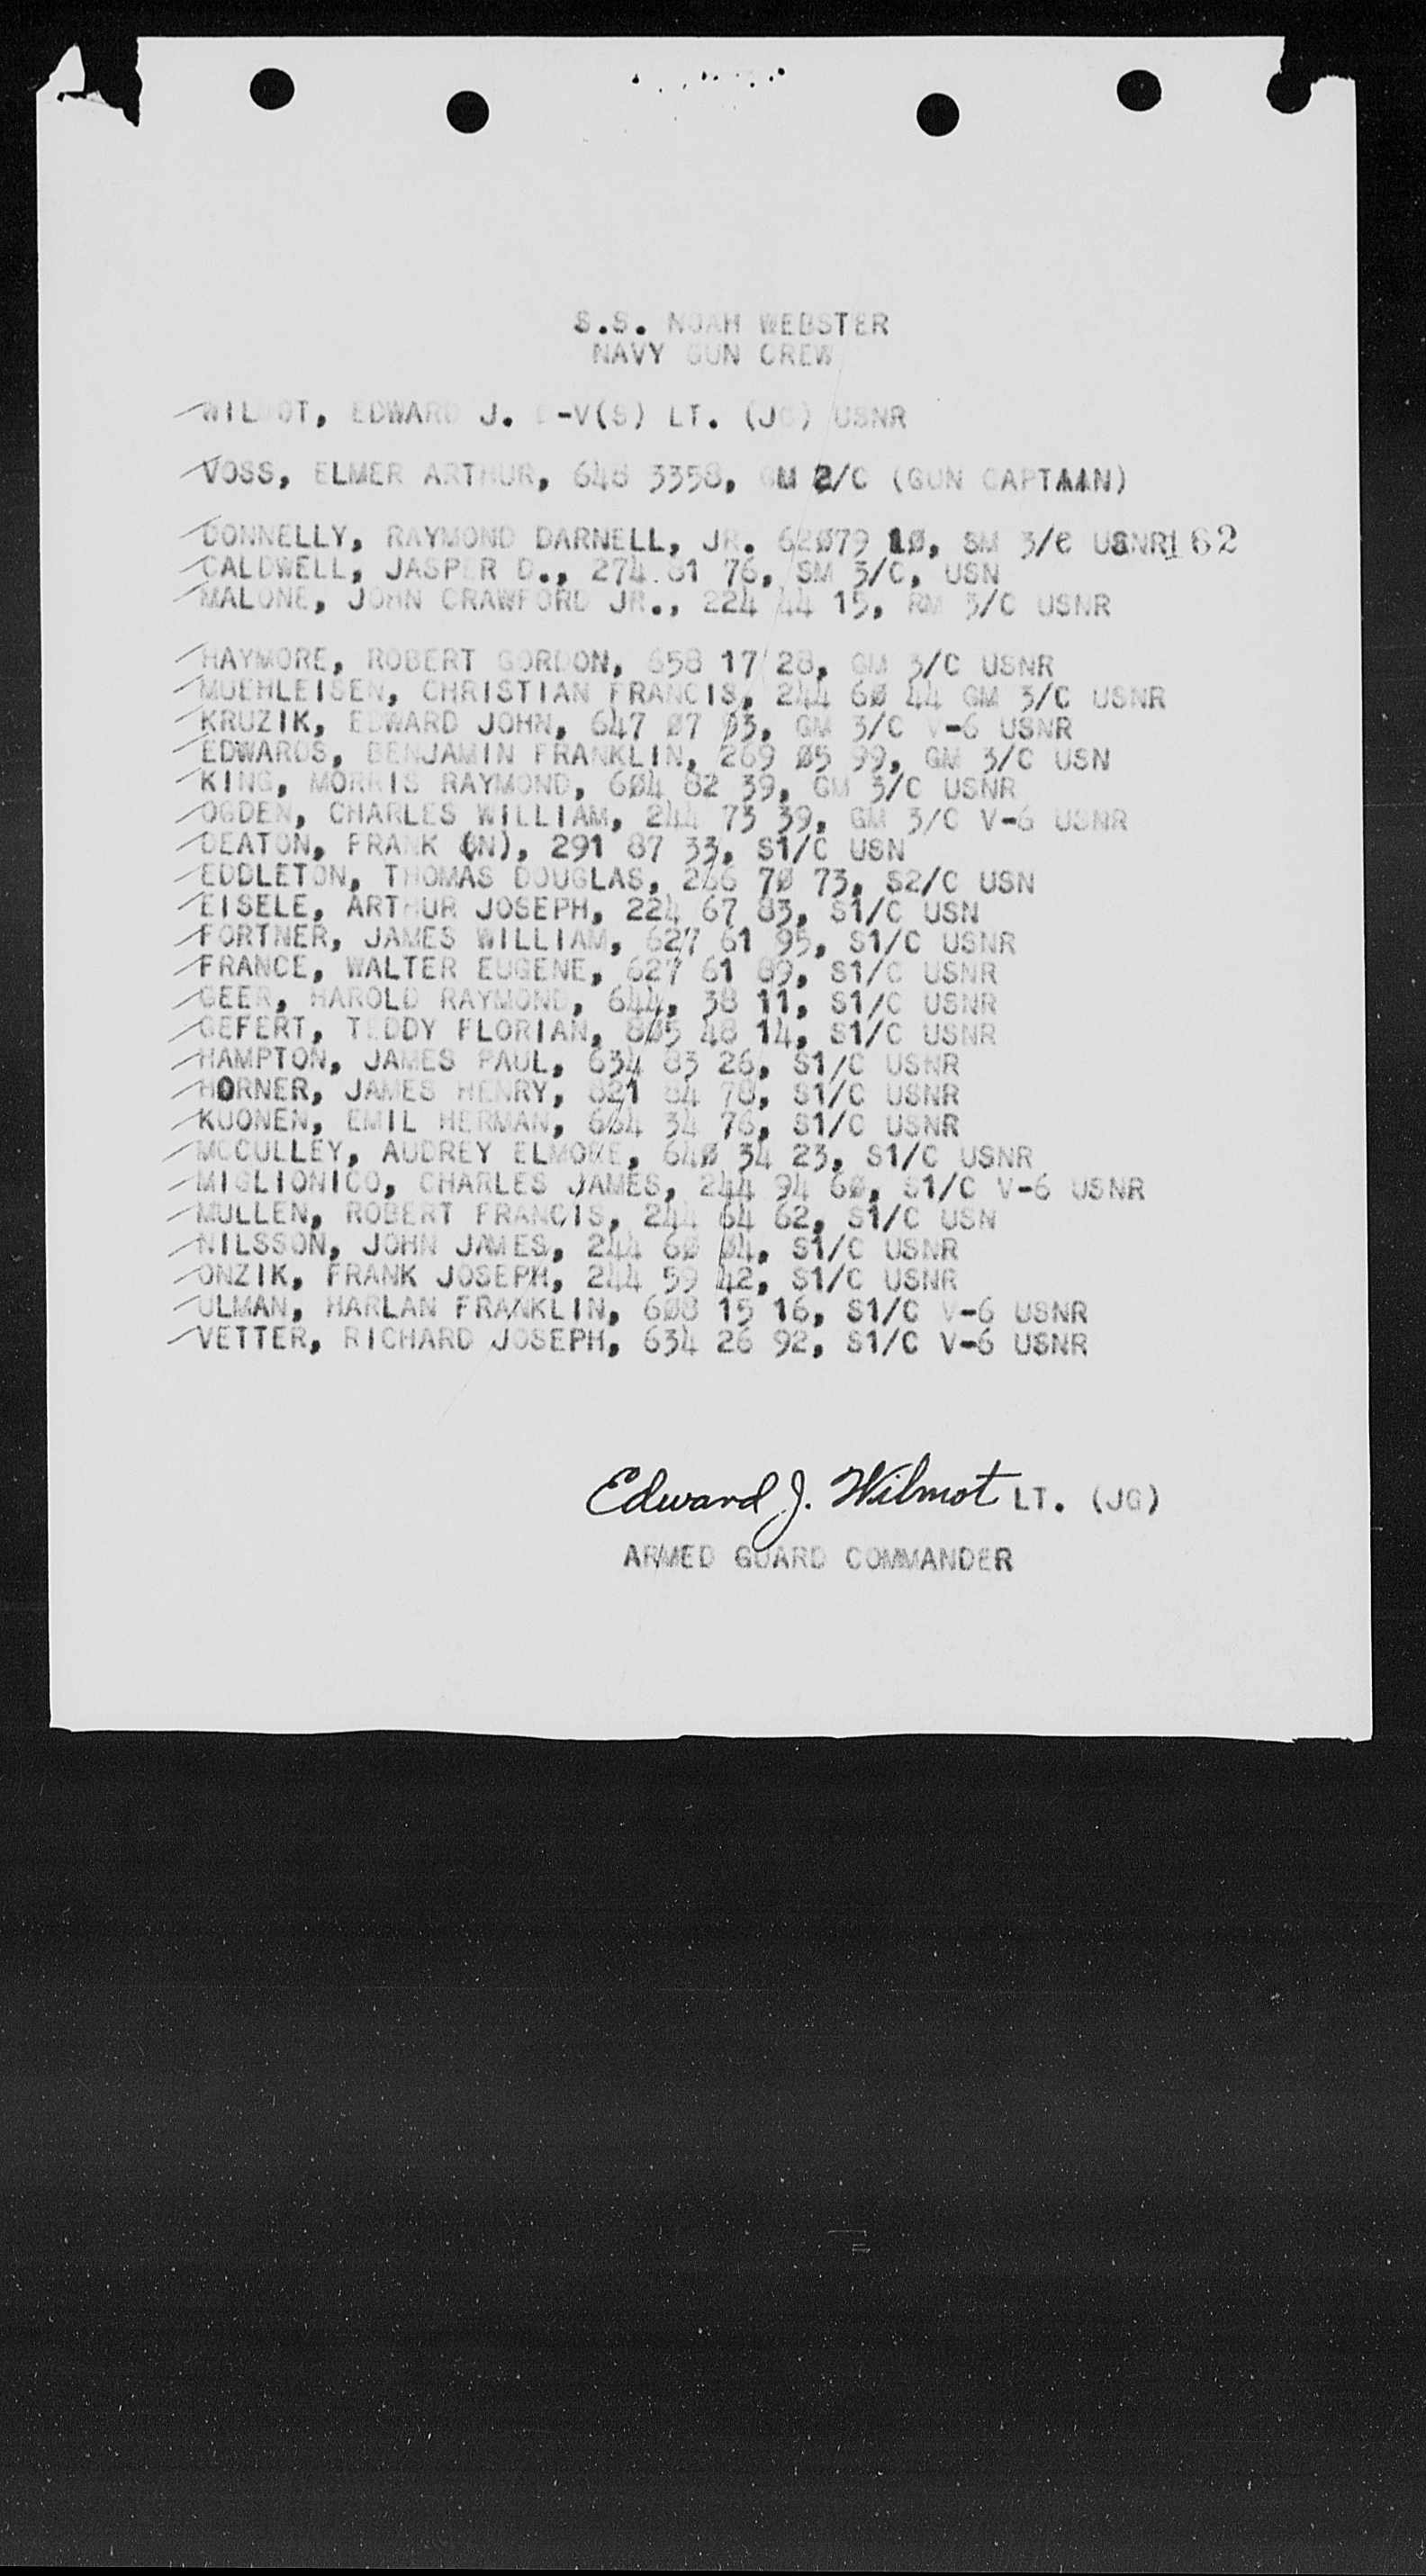 S.S. NOAH WEBSTER
NAVY GUN CREW
WILMOT, EDWARD J. D-V(S) LT. (JG) USNR
VOSS, ELMER ARTHUR, 648 3358, GM 2/C (GUN CAPTAIN)
DONNELLY, RAYMOND DARNELL, JR. 62Ø79 1Ø, SM 3/C USNR 162
CALDWELL, JASPER D., 274 81 76, SM 3/C, USN
MALONE, JOHN CRAWFORD JR., 224 44 15, RM 3/C USNR
HAYMORE, ROBERT GORDON, 658 17 28, GM 3/C USNR
MUEHLEISEN, CHRISTIAN FRANCIS, 244 6Ø 44 GM 3/C USNR
KRUZIK, EDWARD JOHN, 647 Ø7 93, GM 3/C V-6 USNR
EDWARDS, BENJAMIN FRANKLIN, 269 Ø5 99, GM 3/C USN
KING, MORRIS RAYMOND, 6Ø4 82 39, GM 3/C USNR
OGDEN, CHARLES WILLIAM, 244 73 39, GM 3/C V-6 USNR
DEATON, FRANK (N), 291 87 33, S1/C USN
EDDLETON, THOMAS DOUGLAS, 266 7Ø 73, S2/C USN
EISELE, ARTHUR JOSEPH, 224 67 83, S1/C USN
FORTNER, JAMES WILLIAM, 627 61 95, S1/C USNR
FRANCE, WALTER EUGENE, 627 61 89, S1/C USNR
GEER, HAROLD RAYMOND, 644, 38 11, S1/C USNR
GEFERT, TEDDY FLORIAN, 8Ø5 48 14, S1/C USNR
HAMPTON, JAMES PAUL, 634 83 26, S1/C USNR
HORNER, JAMES HENRY, 821 84 78, S1/C USNR
KUONEN, EMIL HERMAN, 664 34 76, S1/C USNR
MCCULLEY, AUDREY ELMORE, 64Ø 34 23, S1/C USNR
MIGLIONICO, CHARLES JAMES, 244 94 6Ø, S1/C V-6 USNR
MULLEN, ROBERT FRANCIS, 244 64 62, S1/C USN
NILSSON, JOHN JAMES, 244 6Ø Ø4, S1/C USNR
ONZIK, FRANK JOSEPH, 244 59 42, S1/C USNR
ULMAN, HARLAN FRANKLIN, 6Ø8 15 16, S1/C V-6 USNR
VETTER, RICHARD JOSEPH, 634 26 92, S1/C V-6 USNR
Edward J. Wilmot LT. (JG)
ARMED GUARD COMMANDER